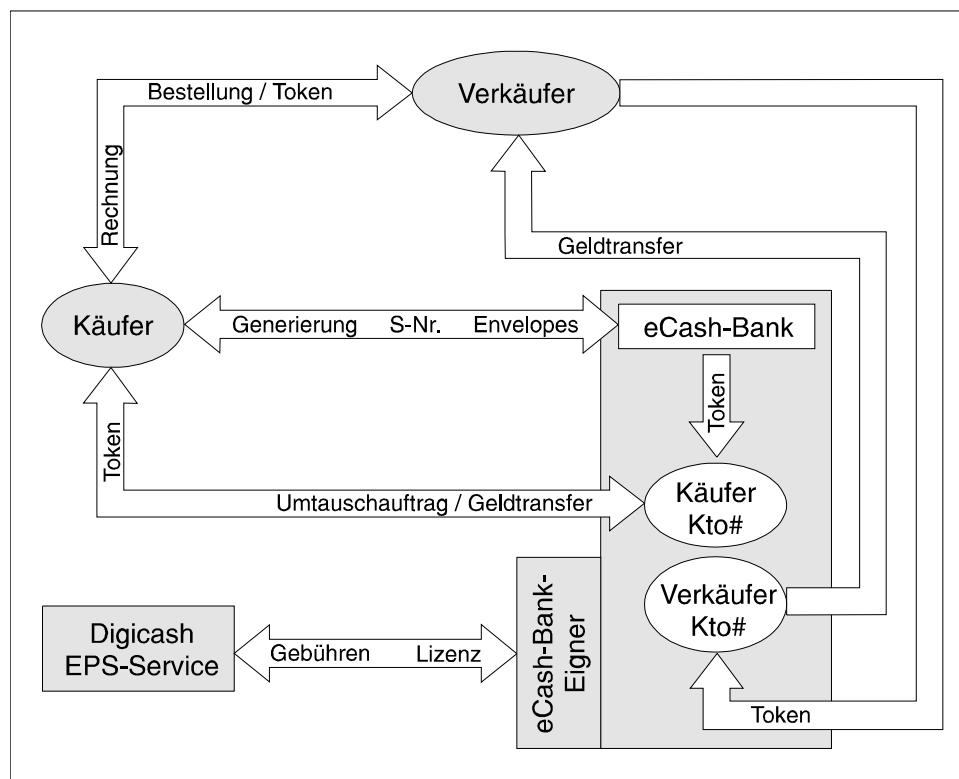 Bestellung / Token
Verkäufer
Rechnung
Geldtransfer
Käufer
Generierung S-Nr. Envelopes
eCash-Bank
Token
Token
Umtauschauftrag / Geldtransfer
Käufer
Kto#
Verkäufer
Kto#
Digicash
EPS-Service
Gebühren Lizenz
eCash-Bank-
Eigner
Token